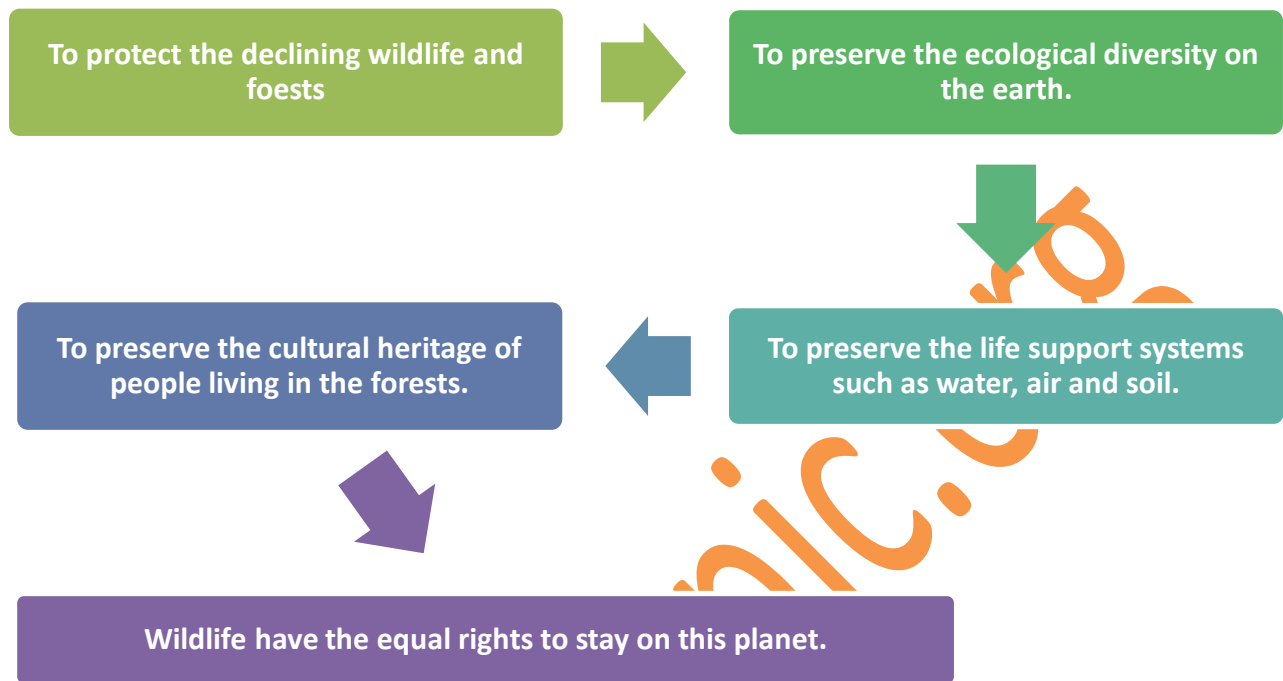 To protect the declining wildlife and
foests
To preserve the ecological diversity on
the earth.
To preserve the life support systems
such as water, air and soil.
To preserve the cultural heritage of
people living in the forests.
Wildlife have the equal rights to stay on this planet.